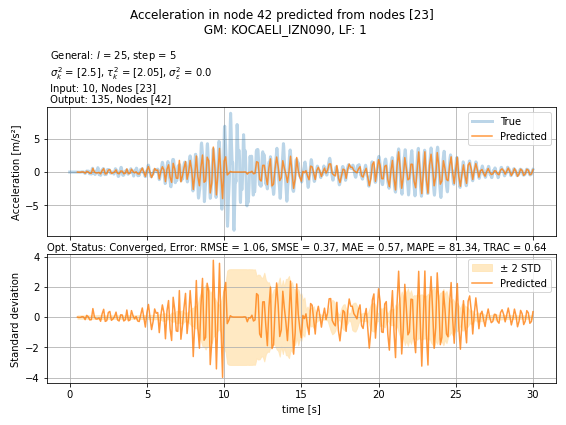 Acceleration in node 42 predicted from nodes [23]
GM: KOCAELI_IZN090, LF: 1
General: l = 25, step = 5
σ²ₖ = [2.5], τ²ₖ = [2.05], σ²ε = 0.0
Input: 10, Nodes [23]
Output: 135, Nodes [42]
Acceleration [m/s²]
5
0
−5
True
Predicted
Opt. Status: Converged, Error: RMSE = 1.06, SMSE = 0.37, MAE = 0.57, MAPE = 81.34, TRAC = 0.64
Standard deviation
4
2
0
−2
−4
± 2 STD
Predicted
0 5 10 15 20 25 30
time [s]